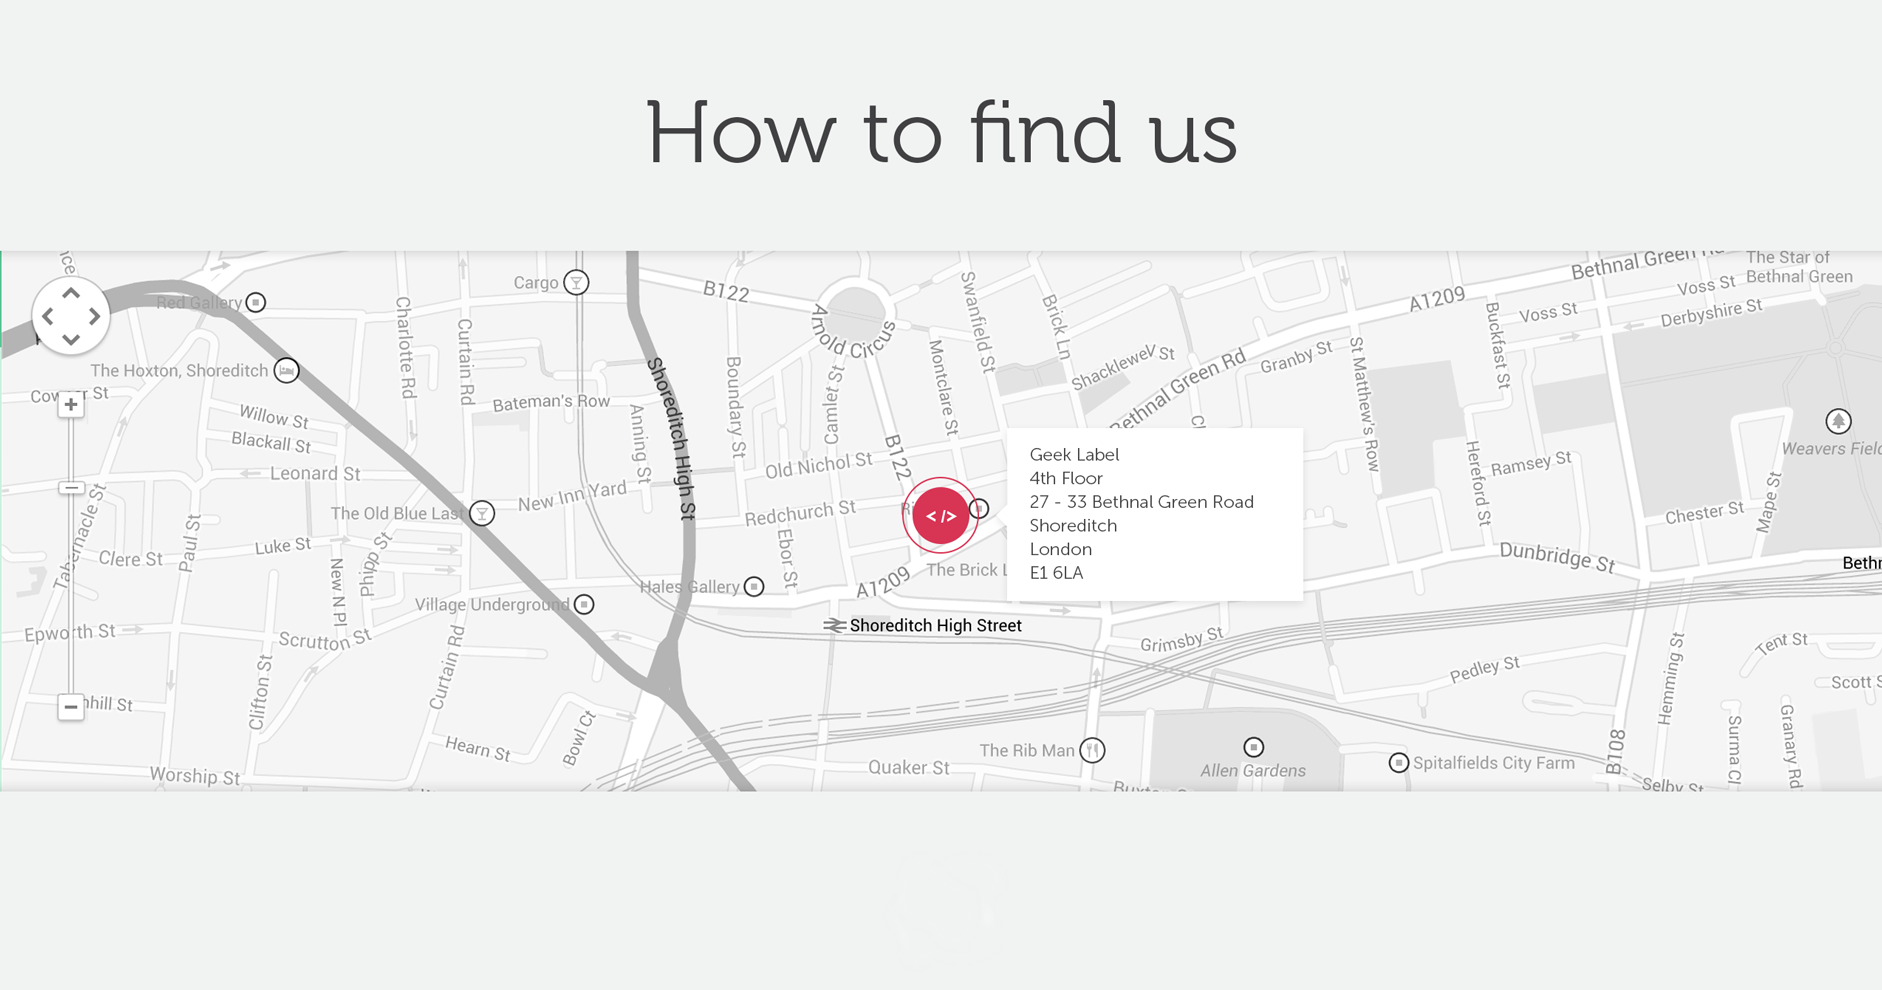 How to find us
Bethnal Green
The Star of
Bethnal Green
Voss St
Derbyshire St
Voss St
A1209
Buckfast St
Cargo
B122
Arnold Circus
Swanfield St
Brick Ln
Red Gallery
Charlotte Rd
Curtain Rd
Shoreditch High St
Boundary St
Montclare St
Bethnal Green Rd
Granby St
St Matthew's Row
The Hoxton, Shoreditch
Bateman's Row
Anning St
Camlet St
Willow St
Blackall St
Leonard St
New Inn Yard
Old Nichol St
B122
Redchurch St
Hereford St
Ramsey St
Weavers Field
Mape St
Chester St
The Old Blue Last
Tabernacle St
Paul St
Geek Label
4th Floor
27 - 33 Bethnal Green Road
Shoreditch
London
E1 6LA
</>
Luke St
Clere St
Phipp St
New N Pl
Ebor St
Dunbridge St
Hales Gallery
A1209
The Brick
Village Underground
Shoreditch High Street
Epworth St
Scrutton St
Grimsby St
Tent St
Pedley St
Hemming St
Scott
Clifton St
Curtain Rd
Bowl Ct
Hearn St
Worship St
The Rib Man
Quaker St
Allen Gardens
Spitalfields City Farm
B108
Surma Cl
Granary Rd
Selby St